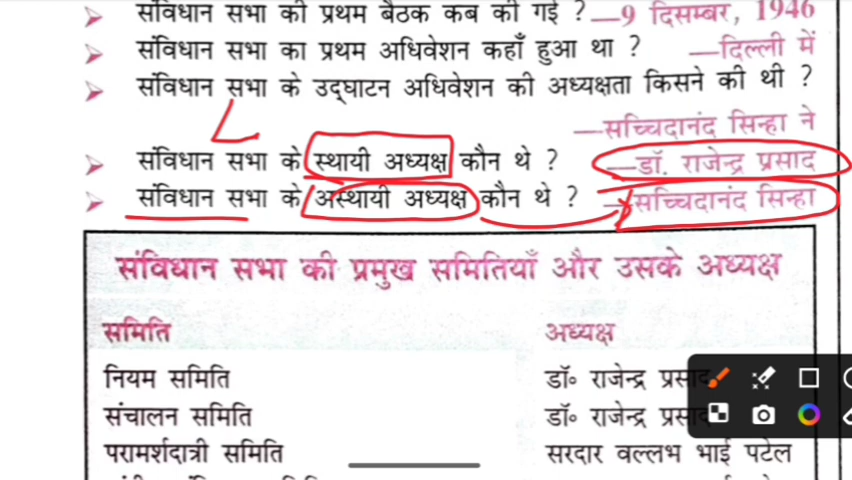 संविधान सभा की प्रथम बैठक कब की गई ? —9 दिसम्बर, 1946
संविधान सभा का प्रथम अधिवेशन कहाँ हुआ था ? —दिल्ली में
संविधान सभा के उद्घाटन अधिवेशन की अध्यक्षता किसने की थी ?
—सच्चिदानंद सिन्हा ने
संविधान सभा के स्थायी अध्यक्ष कौन थे ? —डॉ. राजेन्द्र प्रसाद
संविधान सभा के अस्थायी अध्यक्ष कौन थे ? —सच्चिदानंद सिन्हा
संविधान सभा की प्रमुख समितियाँ और उसके अध्यक्ष
समिति अध्यक्ष
नियम समिति डॉ॰ राजेन्द्र प्रसाद
संचालन समिति डॉ॰ राजेन्द्र प्रसाद
परामर्शदात्री समिति सरदार वल्लभ भाई पटेल